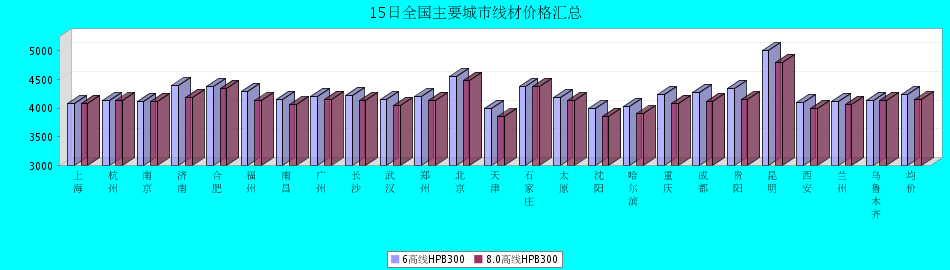 15日全国主要城市线材价格汇总
5000
4500
4000
3500
3000
上海
杭州
南京
济南
合肥
福州
南昌
广州
长沙
武汉
郑州
北京
天津
石家庄
太原
沈阳
哈尔滨
重庆
成都
贵阳
昆明
西安
兰州
乌鲁木齐
均价
6高线HPB300
8.0高线HPB300